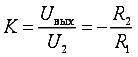 K = U_вых / U_2 = - R_2 / R_1